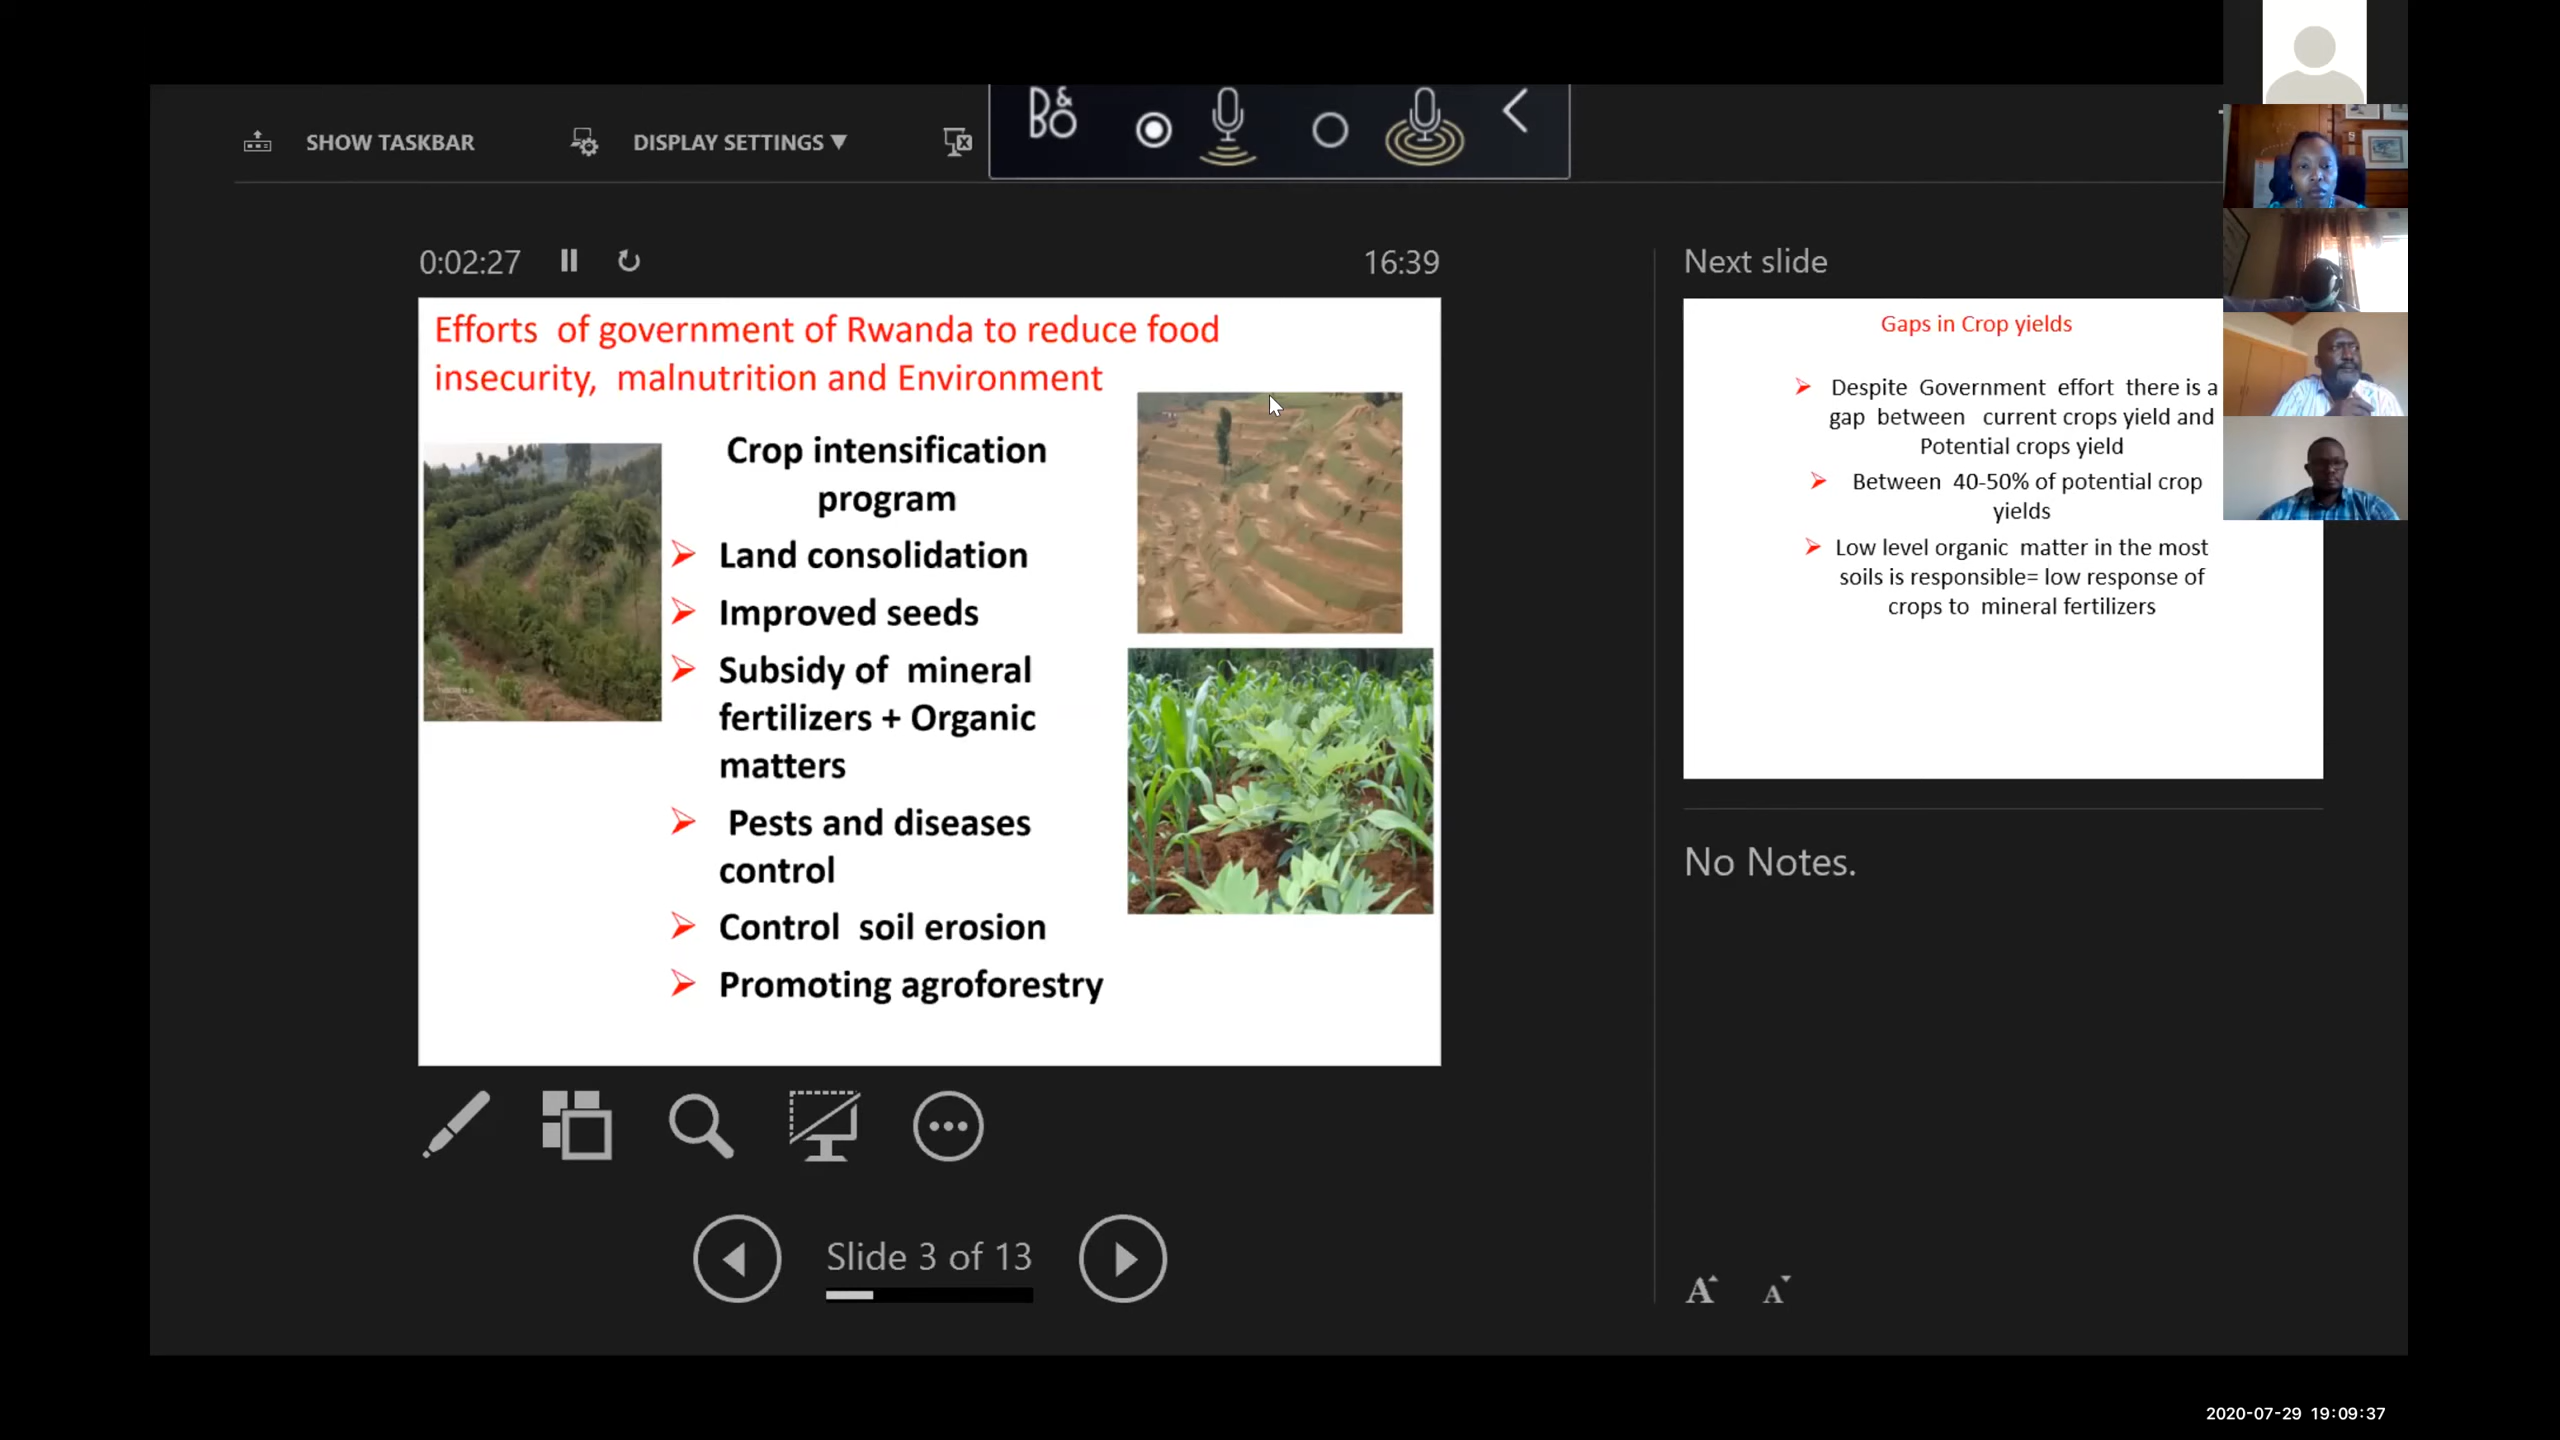 SHOW TASKBAR
DISPLAY SETTINGS ▼
B&O
0:02:27
16:39
Efforts of government of Rwanda to reduce food
insecurity, malnutrition and Environment
Crop intensification
program
➢ Land consolidation
➢ Improved seeds
➢ Subsidy of mineral
fertilizers + Organic
matters
➢ Pests and diseases
control
➢ Control soil erosion
➢ Promoting agroforestry
Slide 3 of 13
Next slide
Gaps in Crop yields
➢ Despite Government effort there is a
gap between current crops yield and
Potential crops yield
➢ Between 40-50% of potential crop
yields
➢ Low level organic matter in the most
soils is responsible= low response of
crops to mineral fertilizers
No Notes.
A A
2020-07-29 19:09:37